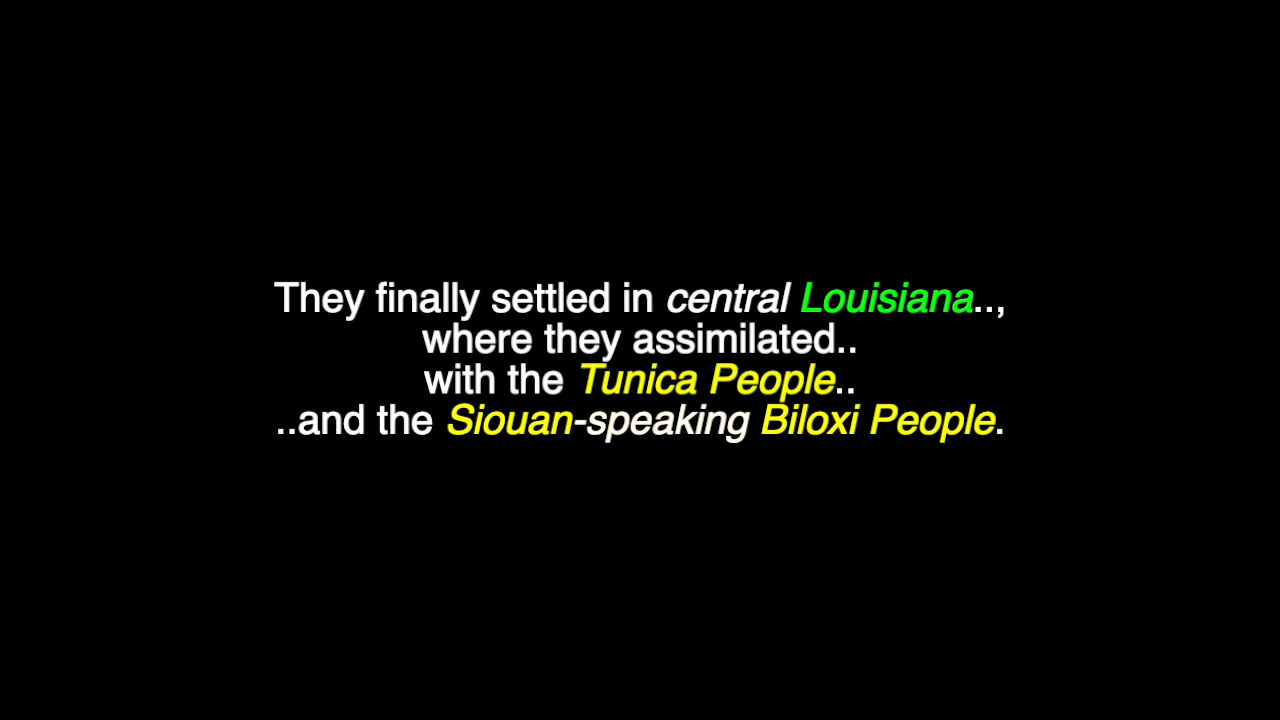 They finally settled in central Louisiana..,
where they assimilated..
with the Tunica People..
..and the Siouan-speaking Biloxi People.